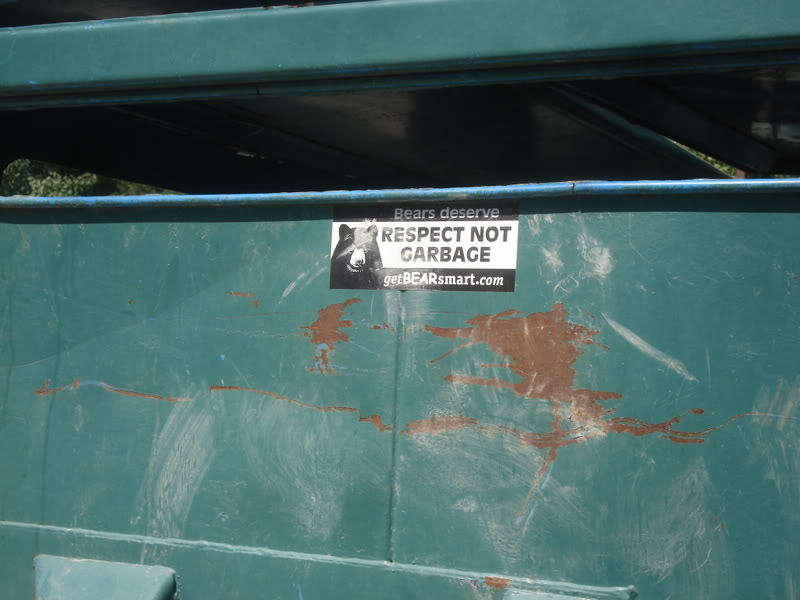 Bears deserve
RESPECT NOT
GARBAGE
getBEARsmart.com